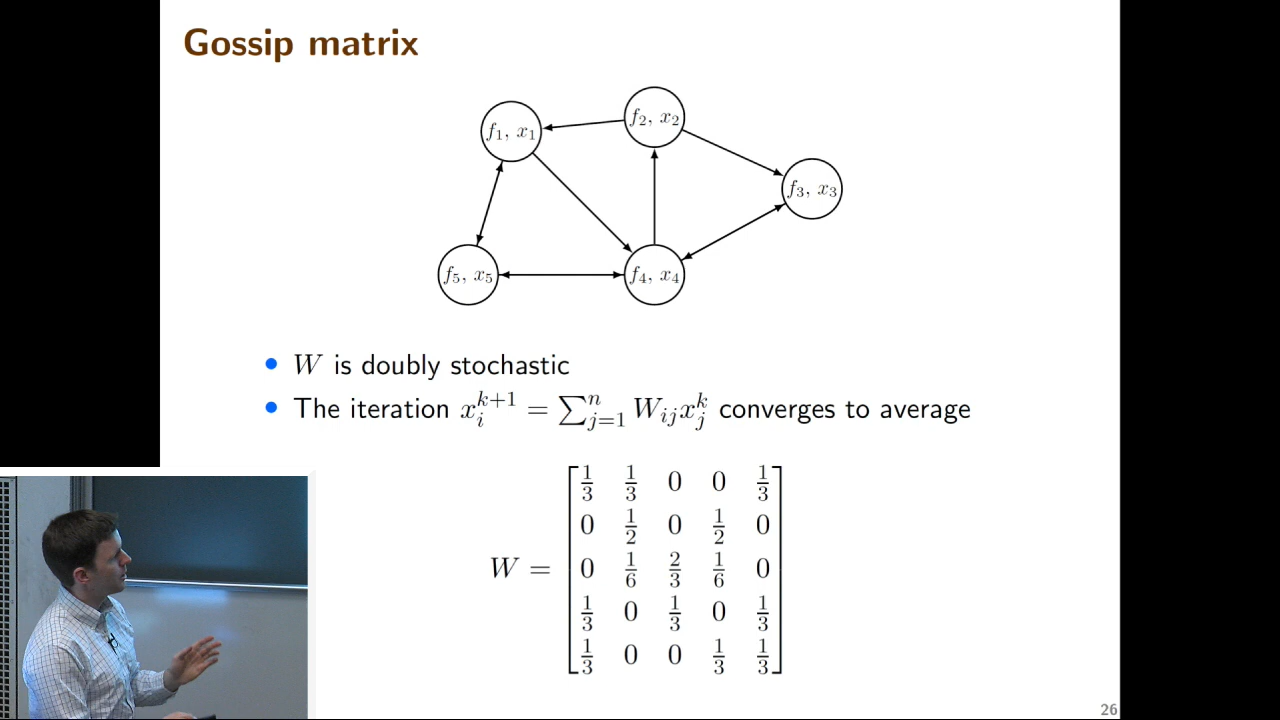 Gossip matrix
f₁, x₁
f₂, x₂
f₃, x₃
f₅, x₅
f₄, x₄
• W is doubly stochastic
• The iteration xᵢᵏ⁺¹ = ∑ⁿⱼ₌₁ Wᵢⱼxⱼᵏ converges to average
1/3 1/3 0 0 1/3
0 1/2 0 1/2 0
W = 0 1/6 2/3 1/6 0
1/3 0 1/3 0 1/3
1/3 0 0 1/3 1/3
26